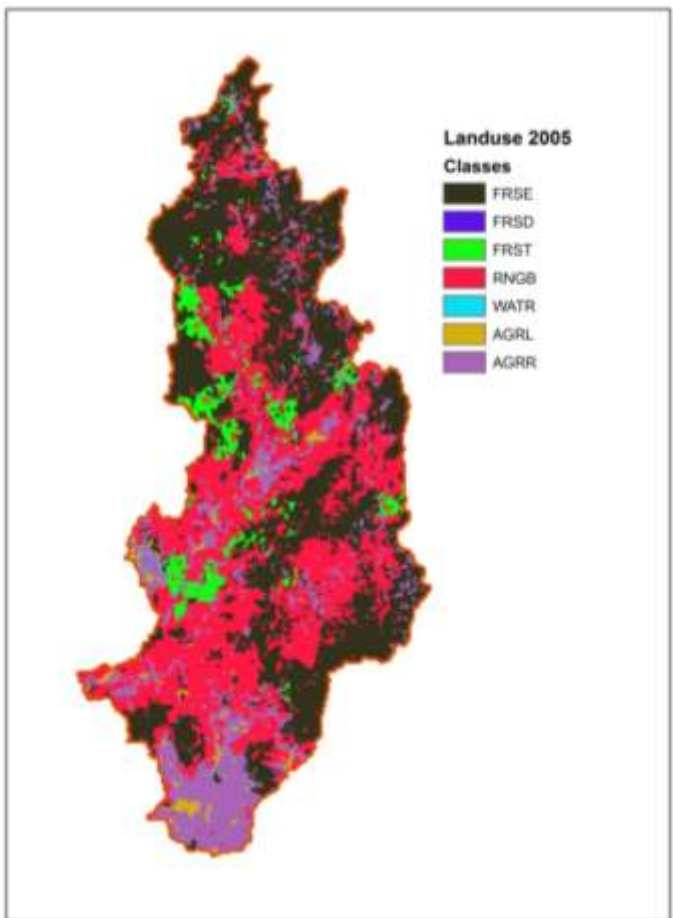 Landuse 2005
Classes
FRSE
FRSD
FRST
RNGB
WATR
AGRL
AGRR